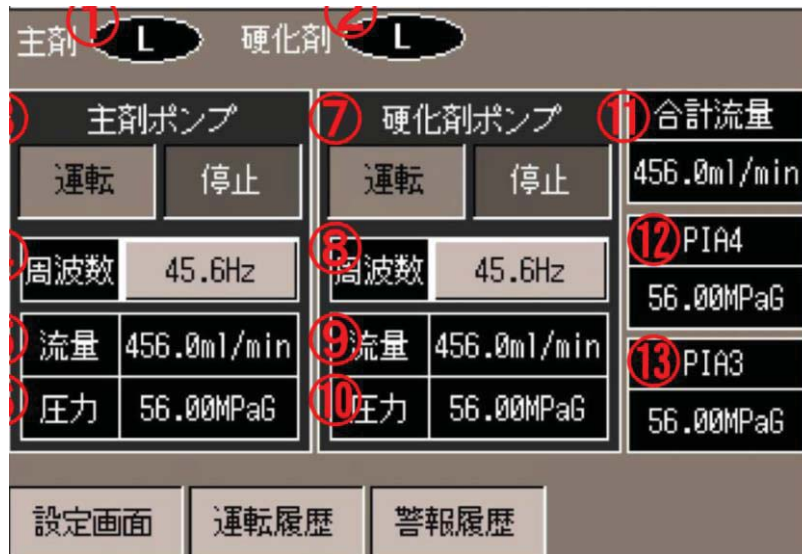 主剤 ① L 硬化剤 ② L
主剤ポンプ
運転 停止
周波数 45.6Hz
流量 456.0ml/min
圧力 56.00MPaG
⑦ 硬化剤ポンプ
運転 停止
⑧ 周波数 45.6Hz
⑨ 流量 456.0ml/min
⑩ 圧力 56.00MPaG
⑪ 合計流量
456.0ml/min
⑫ PIA4
56.00MPaG
⑬ PIA3
56.00MPaG
設定画面 運転履歴 警報履歴